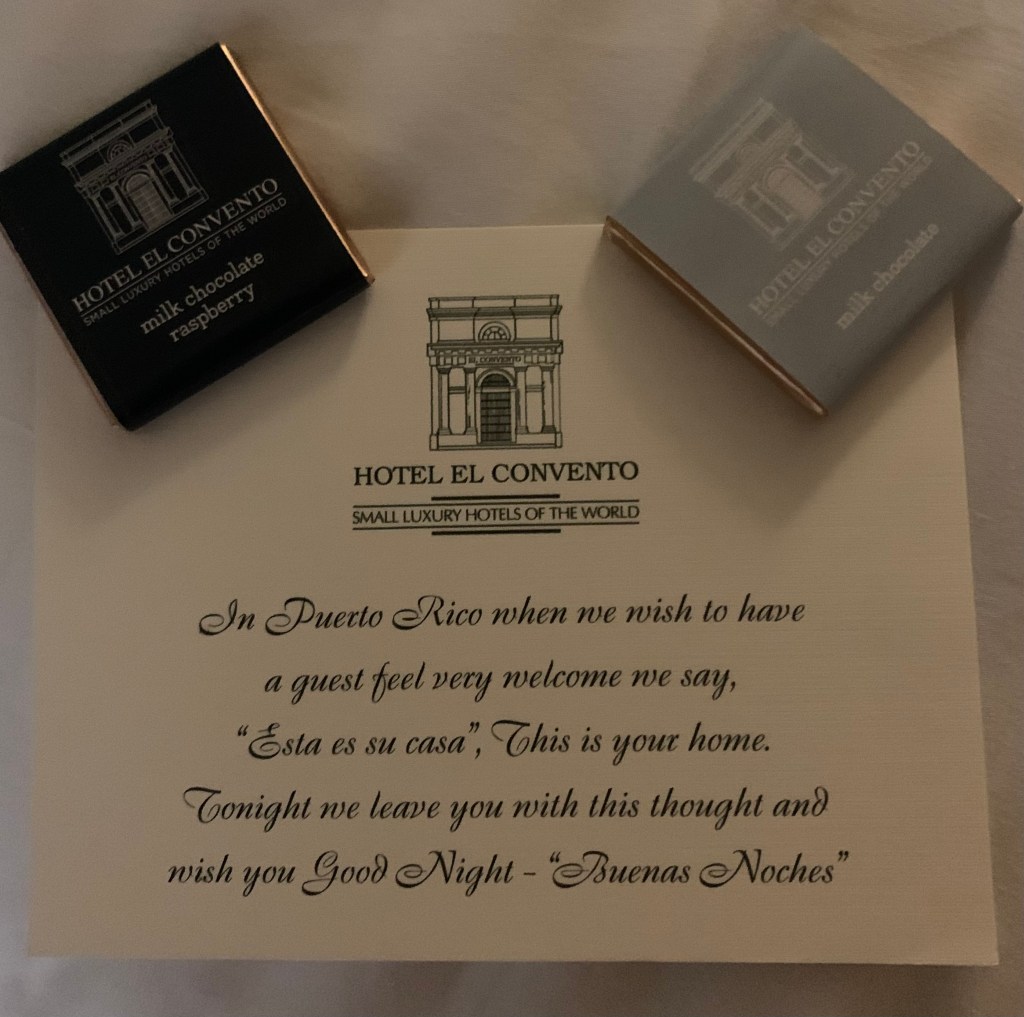 HOTEL EL CONVENTO
SMALL LUXURY HOTELS OF THE WORLD
milk chocolate
raspberry
HOTEL EL CONVENTO
SMALL LUXURY HOTELS OF THE WORLD
milk chocolate
EL CONVENTO
HOTEL EL CONVENTO
SMALL LUXURY HOTELS OF THE WORLD
In Puerto Rico when we wish to have
a guest feel very welcome we say,
“Esta es su casa”, This is your home.
Tonight we leave you with this thought and
wish you Good Night - “Buenas Noches”